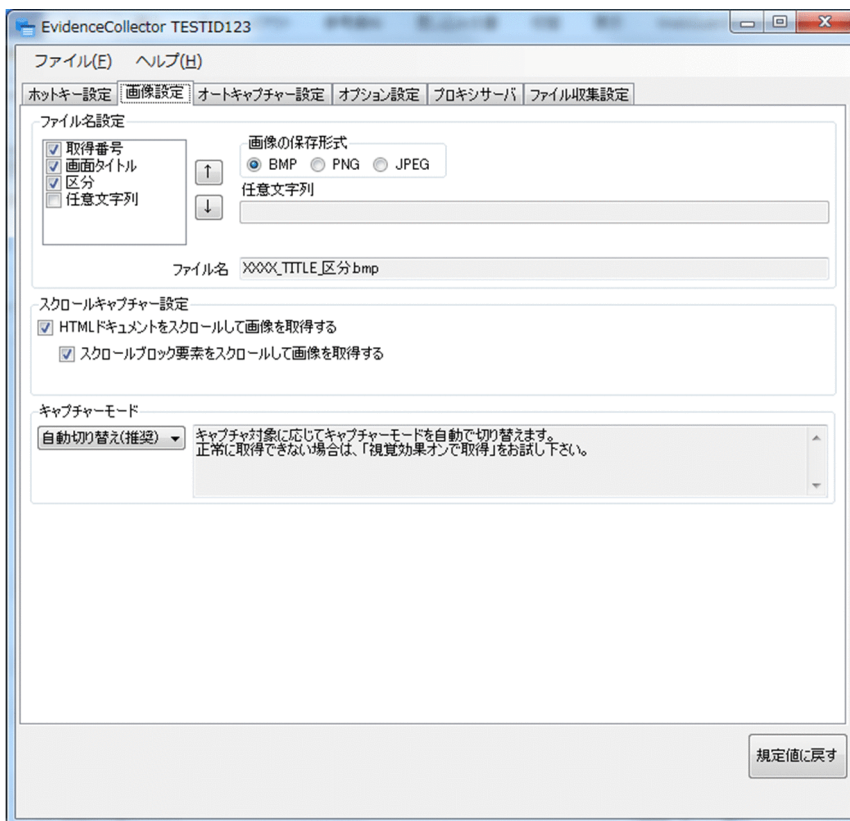 EvidenceCollector TESTID123
ファイル(F) ヘルプ(H)
ホットキー設定 画像設定 オートキャプチャー設定 オプション設定 プロキシサーバ ファイル収集設定
ファイル名設定
取得番号
画面タイトル
区分
任意文字列
↑
↓
画像の保存形式
BMP PNG JPEG
任意文字列
ファイル名 XXXX_TITLE_区分.bmp
スクロールキャプチャー設定
HTMLドキュメントをスクロールして画像を取得する
スクロールブロック要素をスクロールして画像を取得する
キャプチャーモード
自動切り替え(推奨)
キャプチャ対象に応じてキャプチャーモードを自動で切り替えます。
正常に取得できない場合は、「視覚効果オンで取得」をお試し下さい。
規定値に戻す